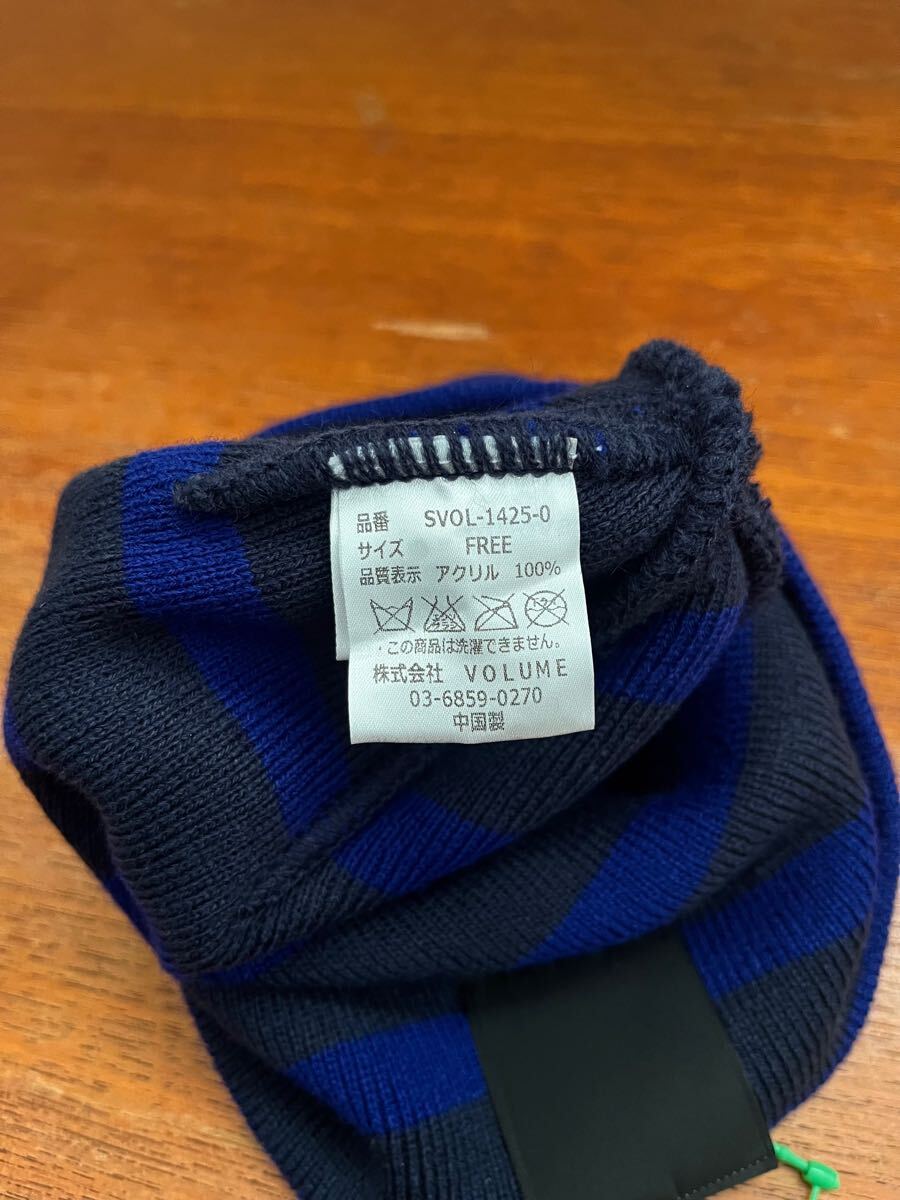 品番 SVOL-1425-0
サイズ FREE
品質表示 アクリル 100%
・この商品は洗濯できません。
株式会社 VOLUME
03-6859-0270
中国製